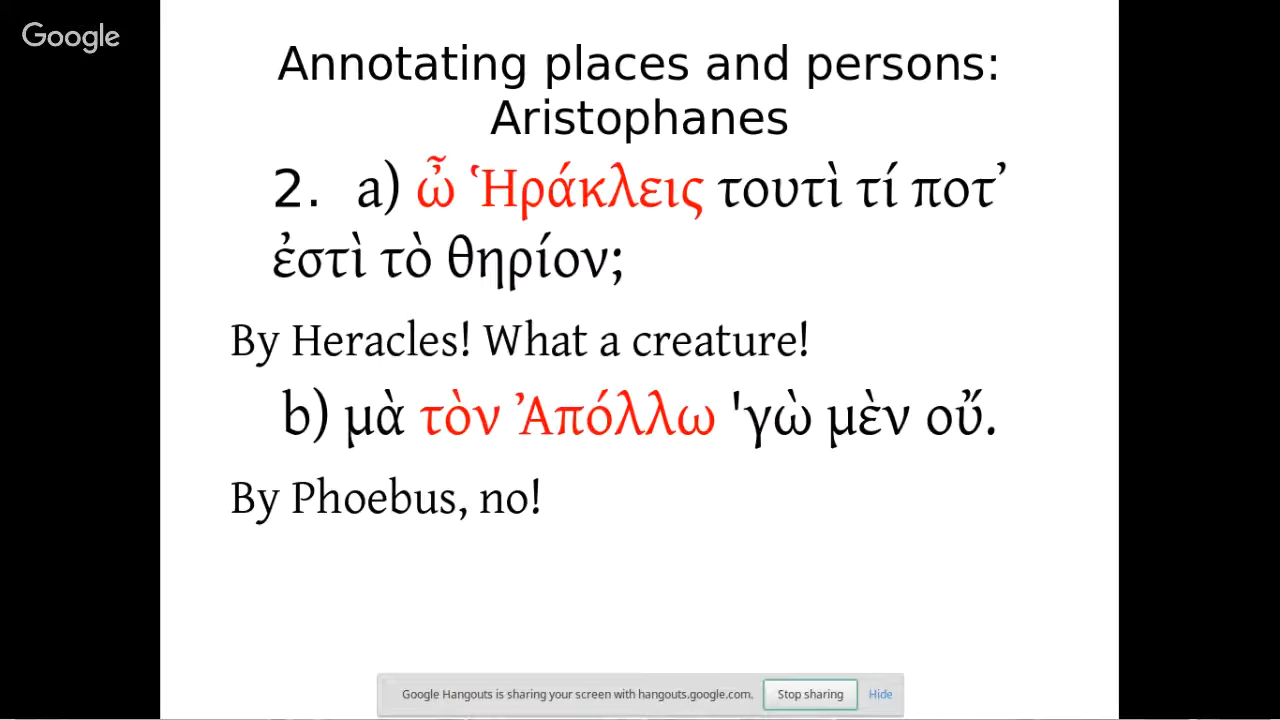 Google
Annotating places and persons:
Aristophanes
2. a) ὦ Ἡράκλεις τουτὶ τί ποτ᾽
ἐστὶ τὸ θηρίον;
By Heracles! What a creature!
b) μὰ τὸν Ἀπόλλω 'γὼ μὲν οὔ.
By Phoebus, no!
Google Hangouts is sharing your screen with hangouts.google.com. Stop sharing Hide